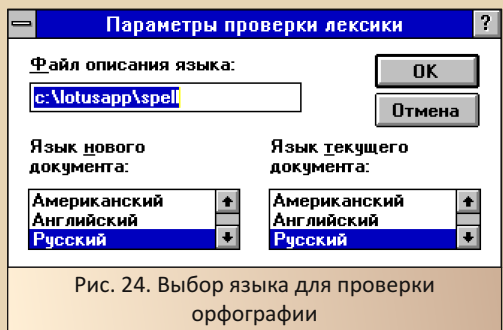 Параметры проверки лексики
?
Файл описания языка:
OK
c:\lotusapp\spell
Отмена
Язык нового
документа:
Язык текущего
документа:
Американский
Английский
Русский
Американский
Английский
Русский
Рис. 24. Выбор языка для проверки
орфографии